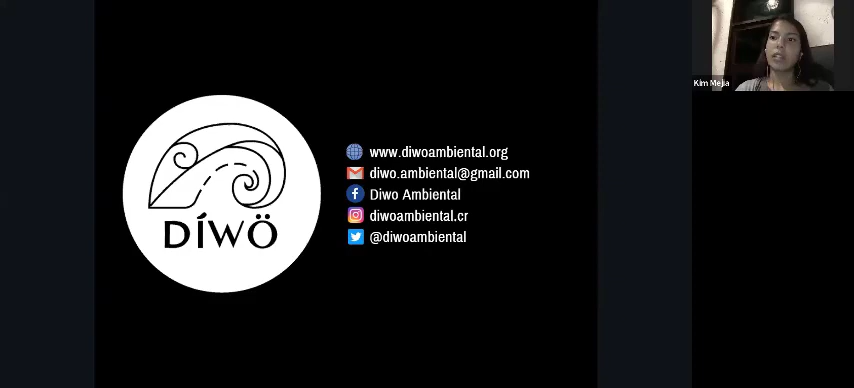 DÍWÖ
www.diwoambiental.org
diwo.ambiental@gmail.com
Diwo Ambiental
diwoambiental.cr
@diwoambiental
Kim Mejia